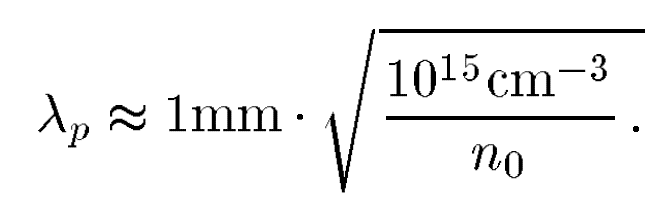 λ_p ≈ 1mm · √(10^{15}cm^{-3} / n_0) .